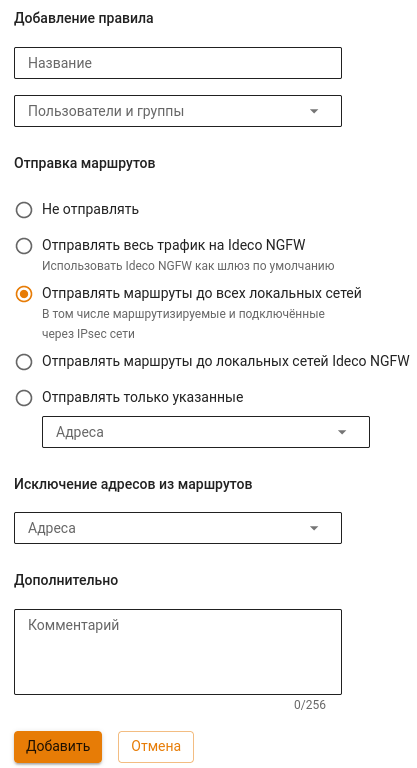 Добавление правила
Название
Пользователи и группы
Отправка маршрутов
Не отправлять
Отправлять весь трафик на Ideco NGFW
Использовать Ideco NGFW как шлюз по умолчанию
Отправлять маршруты до всех локальных сетей
В том числе маршрутизируемые и подключённые
через IPsec сети
Отправлять маршруты до локальных сетей Ideco NGFW
Отправлять только указанные
Адреса
Исключение адресов из маршрутов
Адреса
Дополнительно
Комментарий
0/256
Добавить Отмена